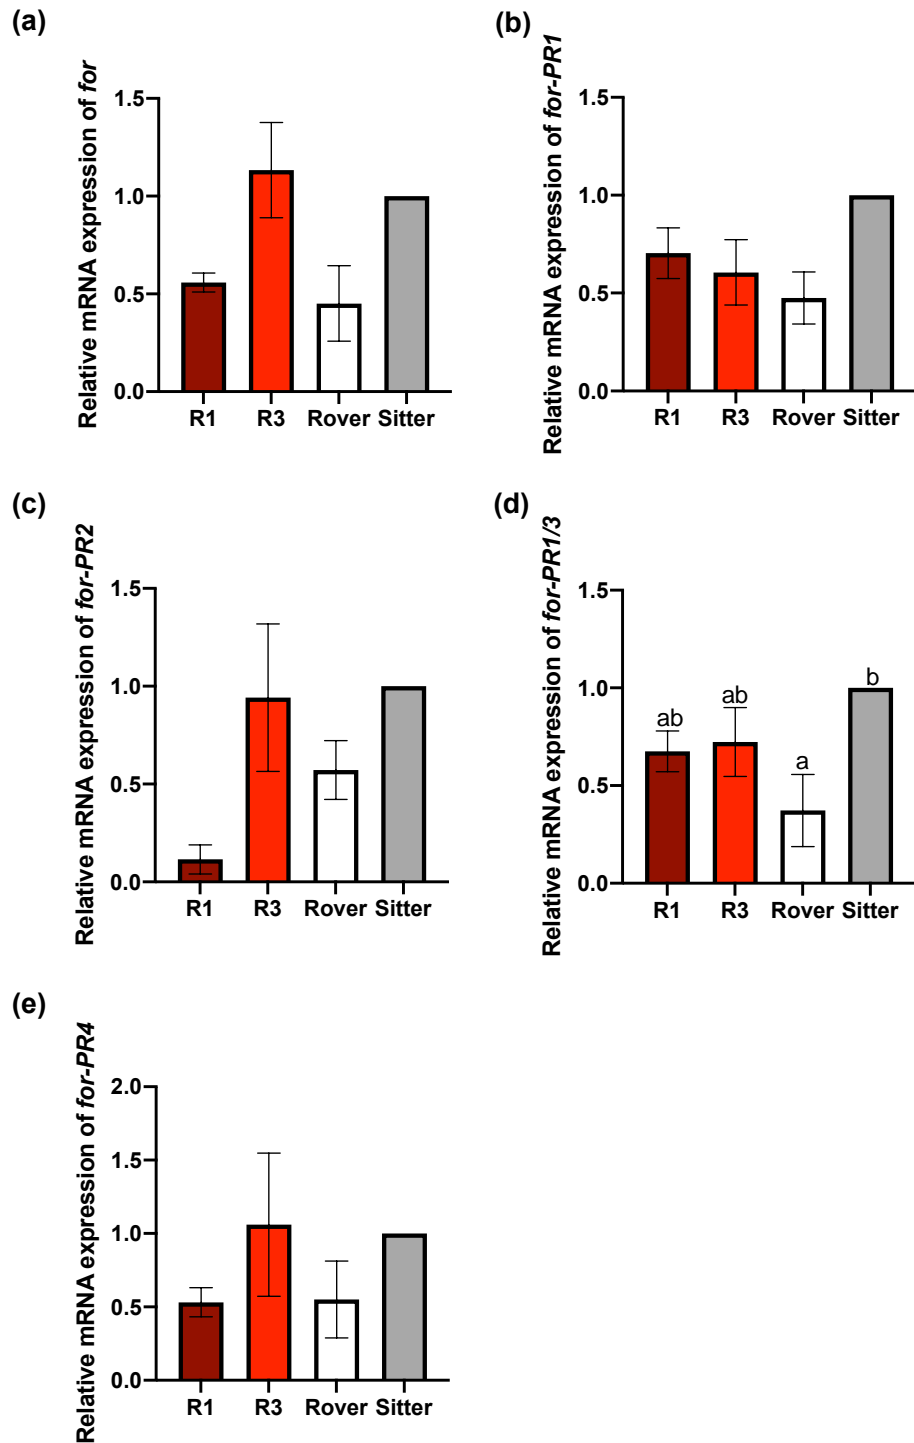 (a)
Relative mRNA expression of for
1.5
1.0
0.5
0.0
R1 R3 Rover Sitter
(b)
Relative mRNA expression of for-PR1
1.5
1.0
0.5
0.0
R1 R3 Rover Sitter
(c)
Relative mRNA expression of for-PR2
1.5
1.0
0.5
0.0
R1 R3 Rover Sitter
(d)
Relative mRNA expression of for-PR1/3
1.5
1.0
0.5
0.0
ab ab a b
R1 R3 Rover Sitter
(e)
Relative mRNA expression of for-PR4
2.0
1.5
1.0
0.5
0.0
R1 R3 Rover Sitter